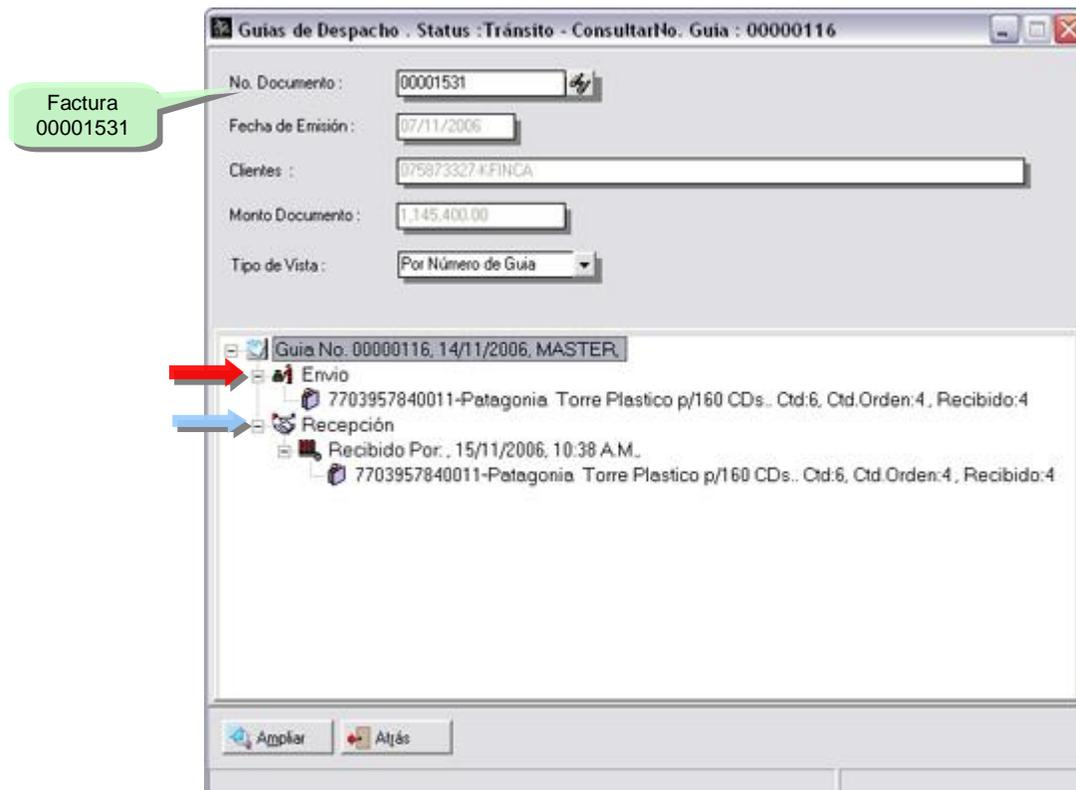 Guias de Despacho . Status :Tránsito - ConsultarNo. Guia : 00000116
No. Documento : 00001531
Factura
00001531
Fecha de Emisión : 07/11/2006
Clientes : 075873327-KFINCA
Monto Documento : 1,145,400.00
Tipo de Vista : Por Número de Guia
Guia No. 00000116, 14/11/2006, MASTER,
Envio
7703957840011-Patagonia Torre Plastico p/160 CDs.. Ctd:6, Ctd.Orden:4, Recibido:4
Recepción
Recibido Por: , 15/11/2006, 10:38 A.M.,
7703957840011-Patagonia Torre Plastico p/160 CDs.. Ctd:6, Ctd.Orden:4, Recibido:4
Ampliar Atrás